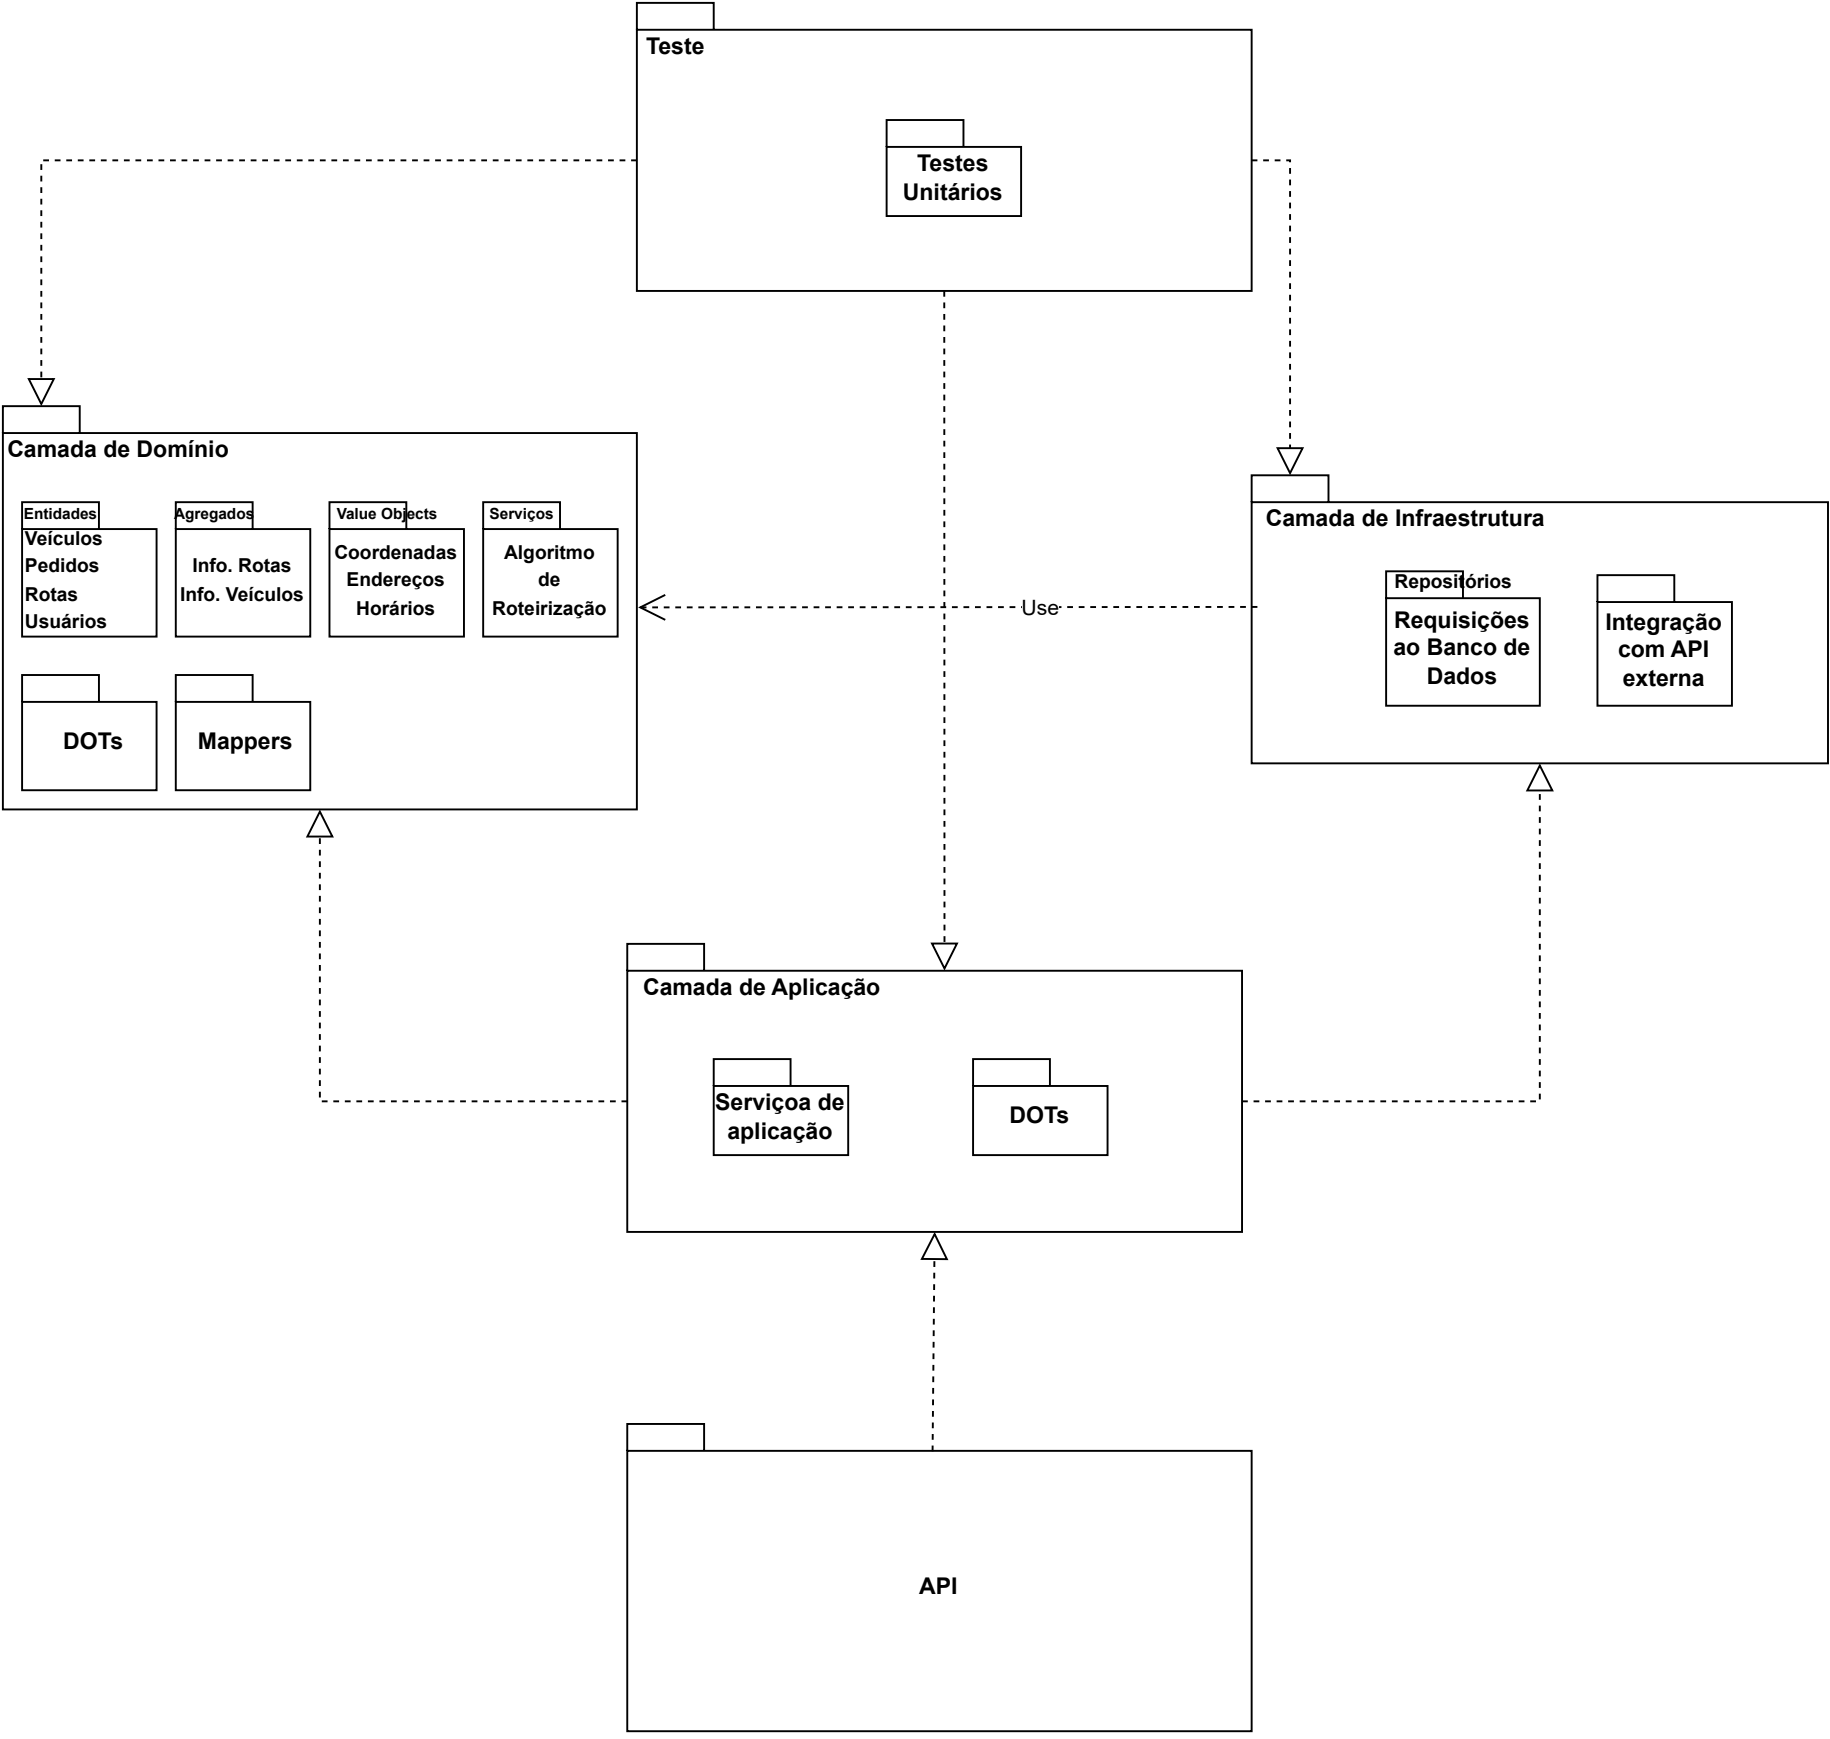 Teste
Testes
Unitários
Camada de Domínio
Entidades
Veículos
Pedidos
Rotas
Usuários
Agregados
Info. Rotas
Info. Veículos
Value Objects
Coordenadas
Endereços
Horários
Serviços
Algoritmo
de
Roteirização
DOTs
Mappers
Use
Camada de Infraestrutura
Repositórios
Requisições
ao Banco de
Dados
Integração
com API
externa
Camada de Aplicação
Serviçoa de
aplicação
DOTs
API